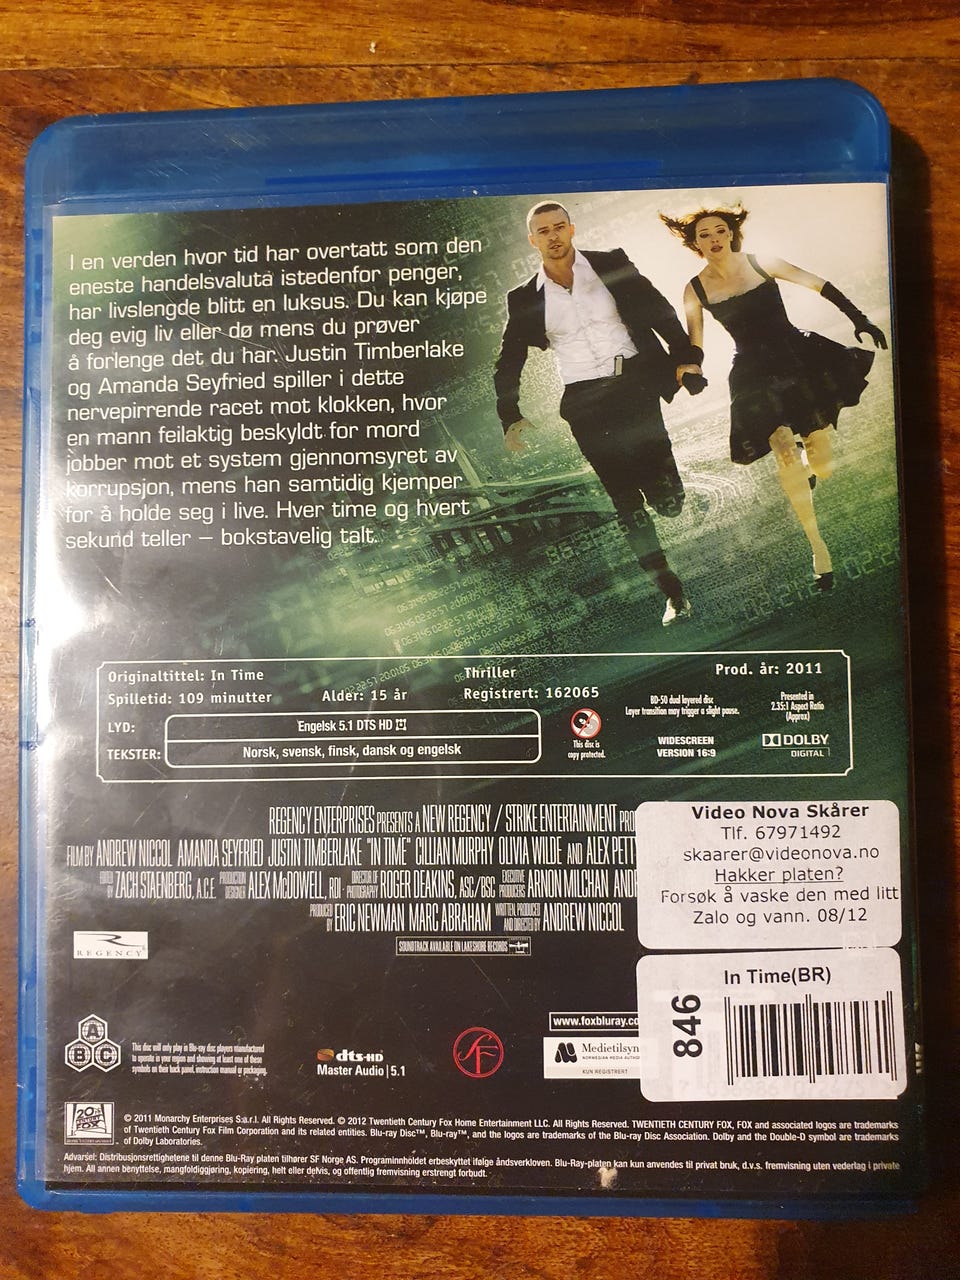 I en verden hvor tid har overtatt som den
eneste handelsvaluta istedenfor penger,
har livslengde blitt en luksus. Du kan kjøpe
deg evig liv eller dø mens du prøver
å forlenge det du har. Justin Timberlake
og Amanda Seyfried spiller i dette
nervepirrende racet mot klokken, hvor
en mann feilaktig beskyldt for mord
jobber mot et system gjennomsyret av
korrupsjon, mens han samtidig kjemper
for å holde seg i live. Hver time og hvert
sekund teller – bokstavelig talt.
Originaltittel: In Time Thriller Prod. år: 2011
Spilletid: 109 minutter Alder: 15 år Registrert: 162065
LYD: Engelsk 5.1 DTS HD
TEKSTER: Norsk, svensk, finsk, dansk og engelsk
This disc is
copy protected.
BD-50 dual layered disc
Layer transition may trigger a slight pause.
WIDESCREEN
VERSION 16:9
Presented in
2.35:1 Aspect Ratio
(Approx)
DOLBY
DIGITAL
REGENCY ENTERPRISES PRESENTS A NEW REGENCY / STRIKE ENTERTAINMENT PRO
FILM BY ANDREW NICCOL AMANDA SEYFRIED JUSTIN TIMBERLAKE "IN TIME" CILLIAN MURPHY OLIVIA WILDE AND ALEX PETTY
EDITED BY ZACH STAENBERG, A.C.E. PRODUCTION DESIGNER ALEX McDOWELL, RDI DIRECTOR OF PHOTOGRAPHY ROGER DEAKINS, ASC/BSC EXECUTIVE PRODUCERS ARNON MILCHAN ANDR
PRODUCED BY ERIC NEWMAN MARC ABRAHAM WRITTEN, PRODUCED AND DIRECTED BY ANDREW NICCOL
SOUNDTRACK AVAILABLE ON LAKESHORE RECORDS
Video Nova Skårer
Tlf. 67971492
skaarer@videonova.no
Hakker platen?
Forsøk å vaske den med litt
Zalo og vann. 08/12
In Time(BR)
846
REGENCY
A
B C
This disc will only play in Blu-ray disc players manufactured
to operate in your region and showing at least one of these
symbols on their back panel, instruction manual or packaging.
dts-HD
Master Audio | 5.1
SF
www.foxbluray.co
Medietilsyn
NORWEGIAN MEDIA AUTHO
KUN REGISTRERT
20th
CENTURY
FOX
© 2011 Monarchy Enterprises S.a.r.l. All Rights Reserved. © 2012 Twentieth Century Fox Home Entertainment LLC. All Rights Reserved. TWENTIETH CENTURY FOX, FOX and associated logos are trademarks
of Twentieth Century Fox Film Corporation and its related entities. Blu-ray Disc™, Blu-ray™, and the logos are trademarks of the Blu-ray Disc Association. Dolby and the Double-D symbol are trademarks
of Dolby Laboratories.
Advarsel: Distribusjonsrettighetene til denne Blu-Ray platen tilhører SF Norge AS. Programinnholdet erbeskyttet ifølge åndsverkloven. Blu-Ray-platen kan kun anvendes til privat bruk, d.v.s. fremvisning uten vederlag i private
hjem. All annen benyttelse, mangfoldiggjøring, kopiering, helt eller delvis, og offentlig fremvisning erstrengt forbudt.